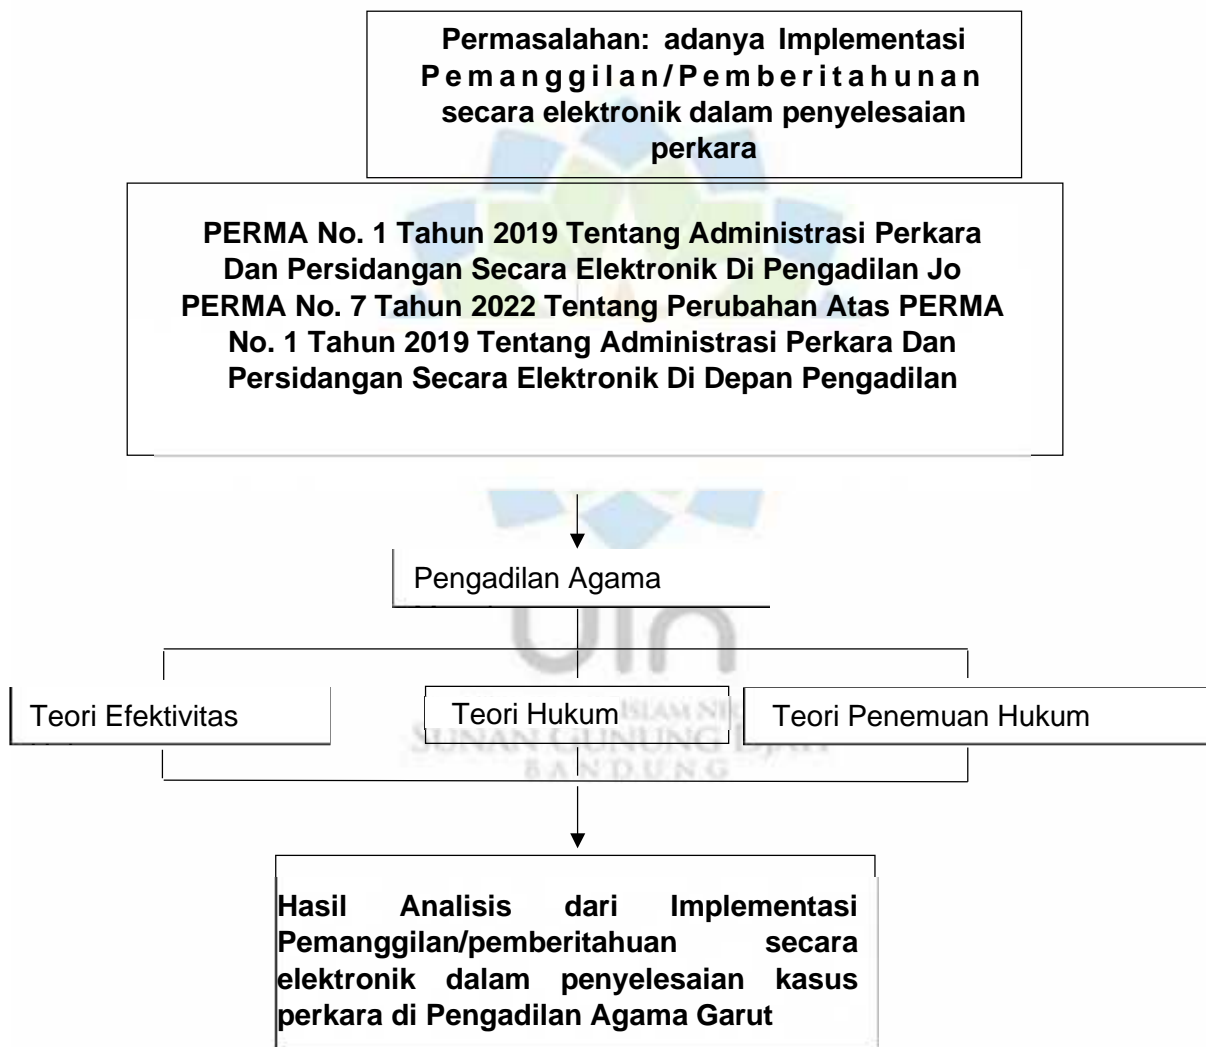 Permasalahan: adanya Implementasi
Pemanggilan/Pemberitahunan
secara elektronik dalam penyelesaian
perkara
PERMA No. 1 Tahun 2019 Tentang Administrasi Perkara
Dan Persidangan Secara Elektronik Di Pengadilan Jo
PERMA No. 7 Tahun 2022 Tentang Perubahan Atas PERMA
No. 1 Tahun 2019 Tentang Administrasi Perkara Dan
Persidangan Secara Elektronik Di Depan Pengadilan
Pengadilan Agama
uin
Teori Efektivitas
Teori Hukum
Teori Penemuan Hukum
ISLAM
SUNAN GUNUNG
BANDUNG
Hasil Analisis dari Implementasi
Pemanggilan/pemberitahuan secara
elektronik dalam penyelesaian kasus
perkara di Pengadilan Agama Garut